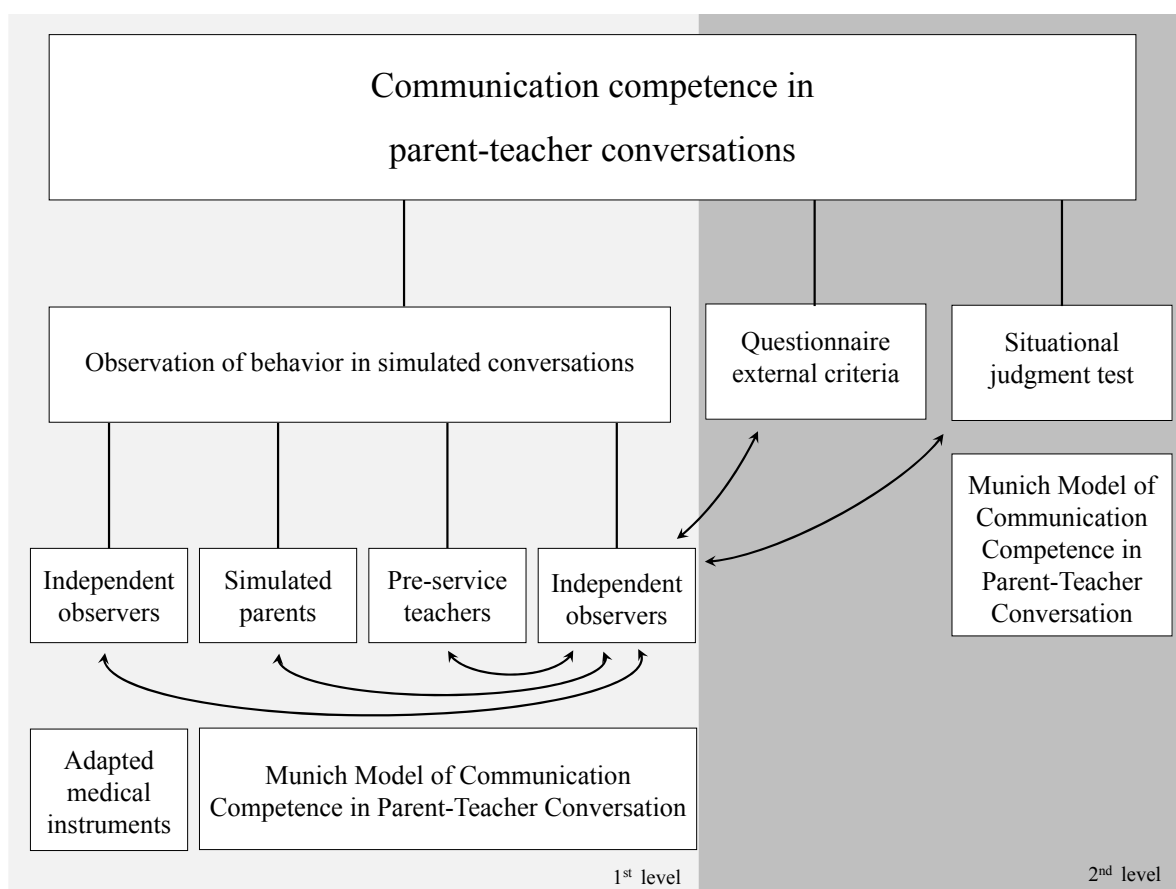 Communication competence in
parent-teacher conversations
Observation of behavior in simulated conversations
Questionnaire
external criteria
Situational
judgment test
Independent
observers
Simulated
parents
Pre-service
teachers
Independent
observers
Munich Model of
Communication
Competence in
Parent-Teacher
Conversation
Adapted
medical
instruments
Munich Model of Communication
Competence in Parent-Teacher Conversation
1st level
2nd level